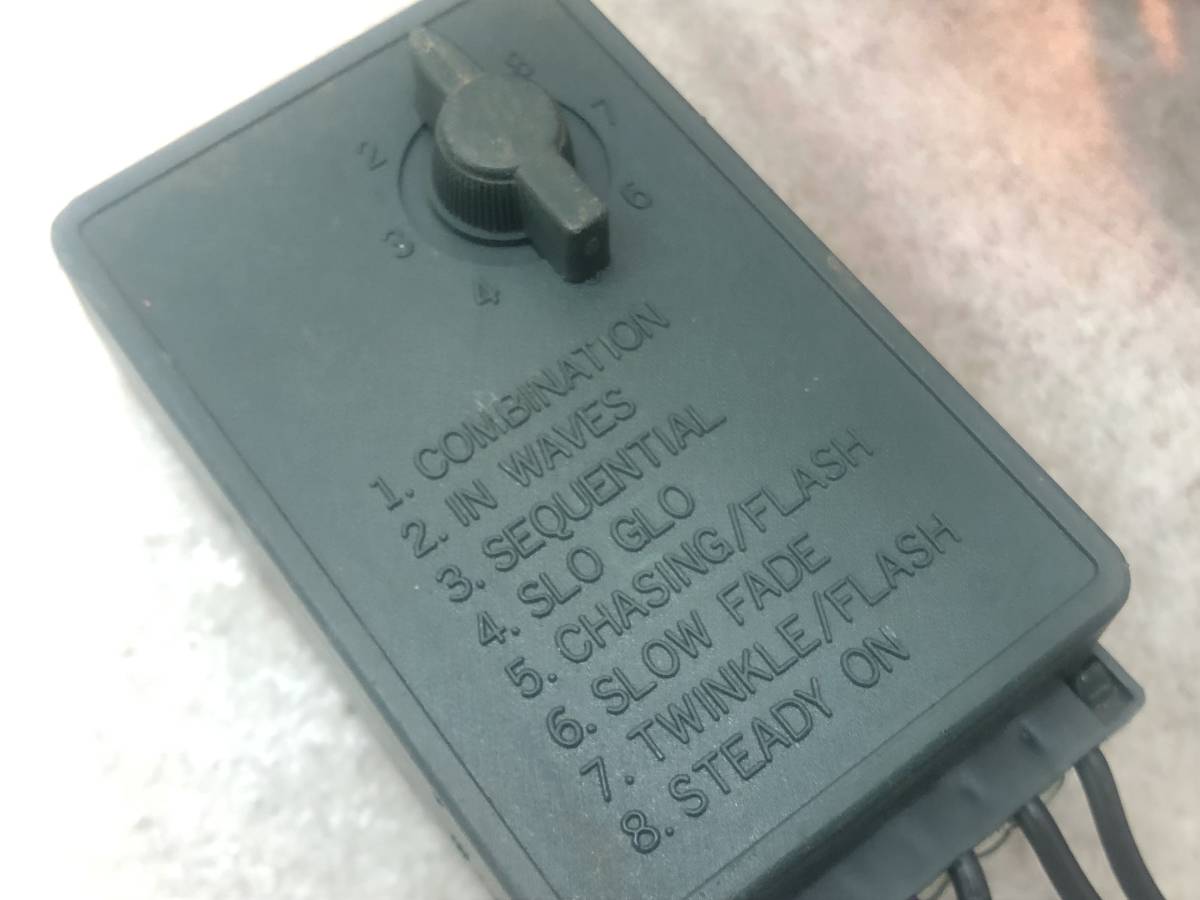 8
7
2
6
3
4
1. COMBINATION
2. IN WAVES
3. SEQUENTIAL
4. SLO GLO
5. CHASING/FLASH
6. SLOW FADE
7. TWINKLE/FLASH
8. STEADY ON